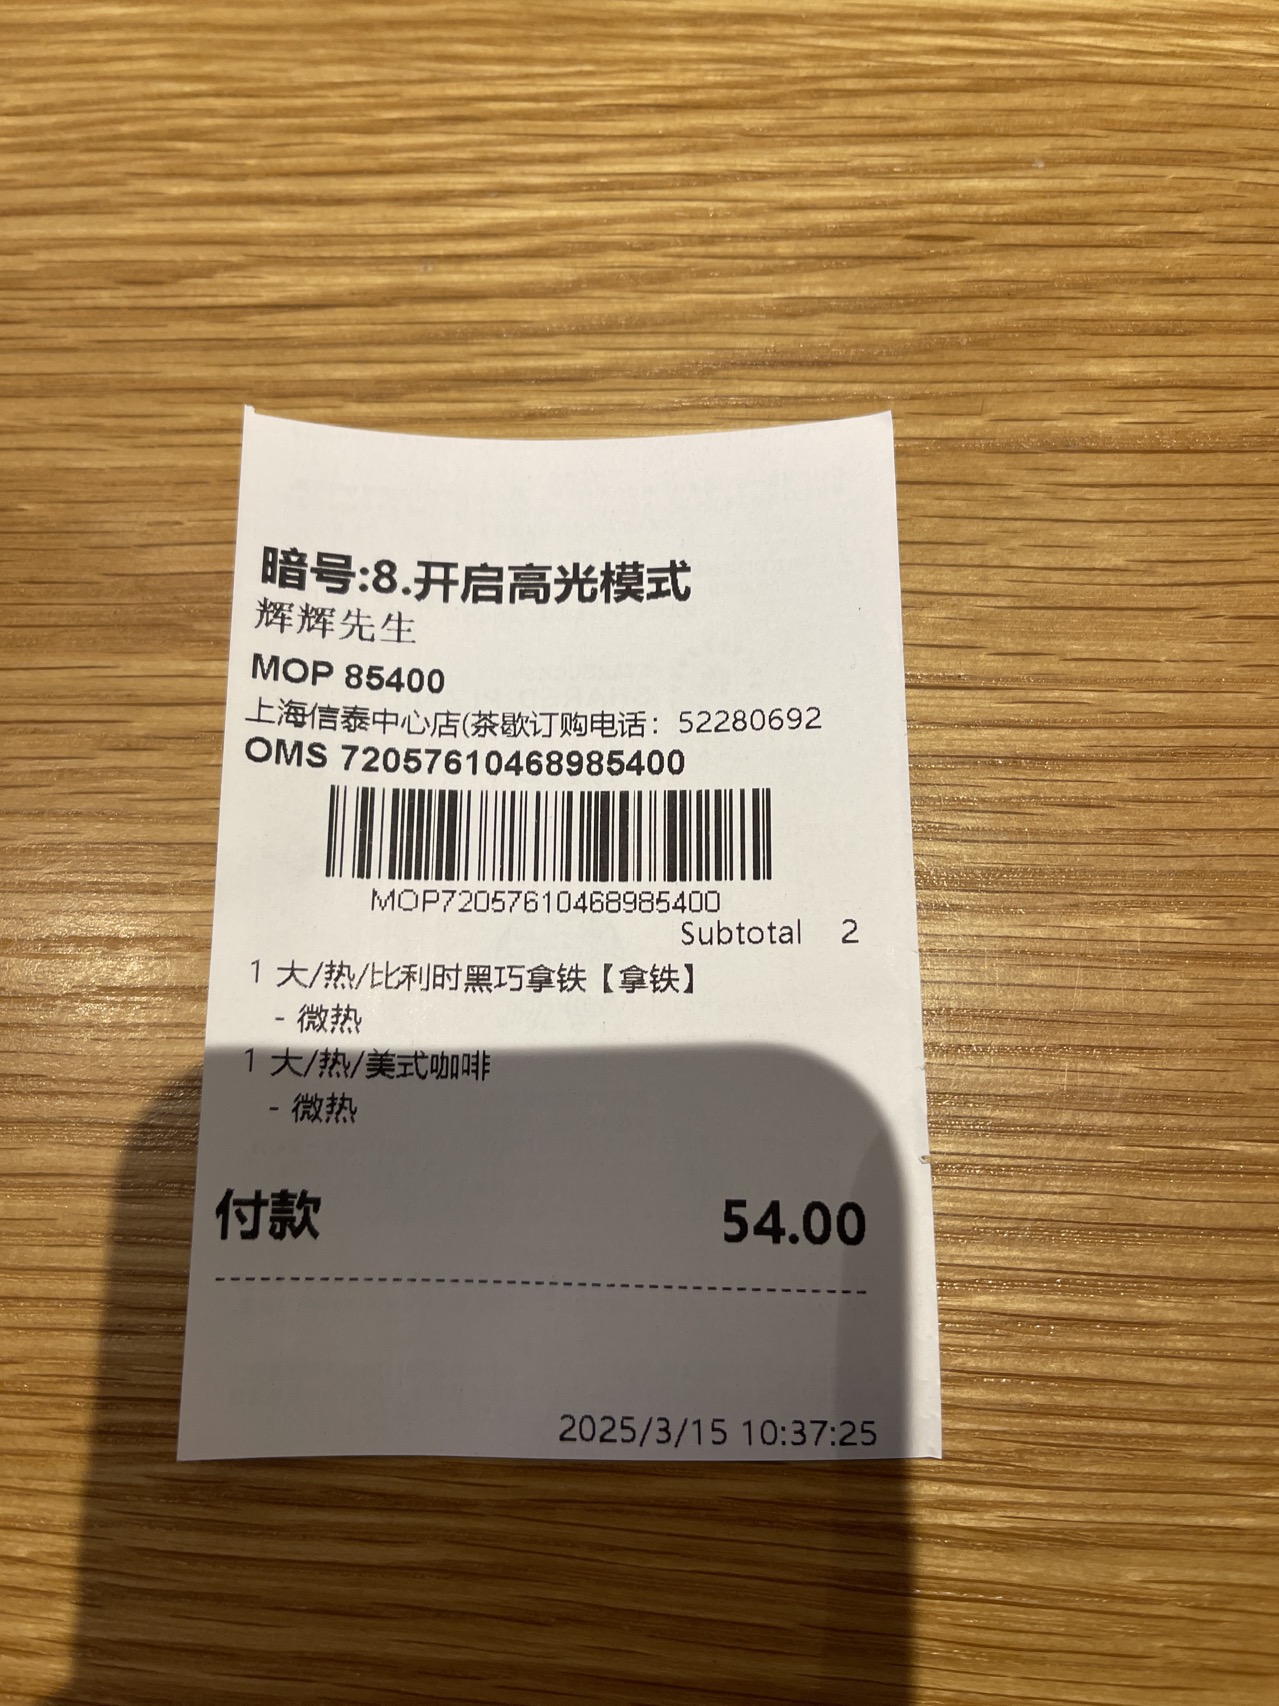 暗号:8.开启高光模式
辉辉先生
MOP 85400
上海信泰中心店(茶歇订购电话：52280692
OMS 72057610468985400
MOP72057610468985400
Subtotal 2
1 大/热/比利时黑巧拿铁【拿铁】
- 微热
1 大/热/美式咖啡
- 微热
付款 54.00
2025/3/15 10:37:25